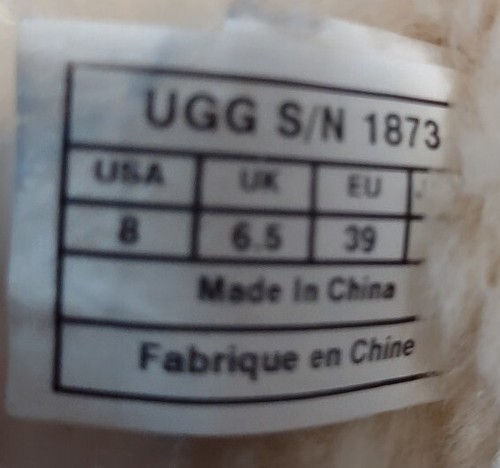 UGG S/N 1873
USA UK EU
8 6.5 39
Made In China
Fabrique en Chine